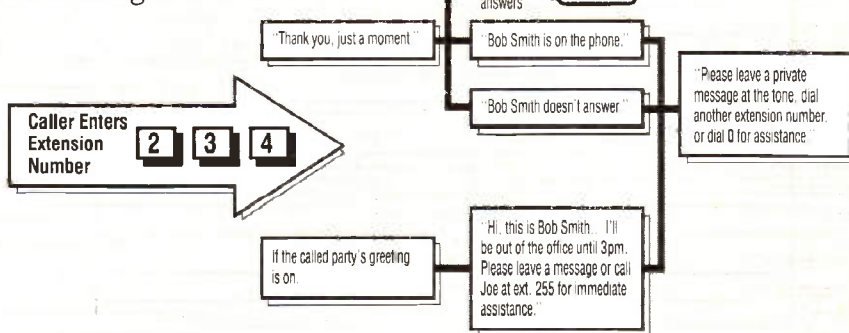 answers
"Thank you, just a moment."
"Bob Smith is on the phone."
"Please leave a private
message at the tone, dial
another extension number,
or dial 0 for assistance."
"Bob Smith doesn't answer."
Caller Enters
Extension
Number
2 3 4
If the called party's greeting
is on.
"Hi, this is Bob Smith. I'll
be out of the office until 3pm.
Please leave a message or call
Joe at ext. 255 for immediate
assistance."